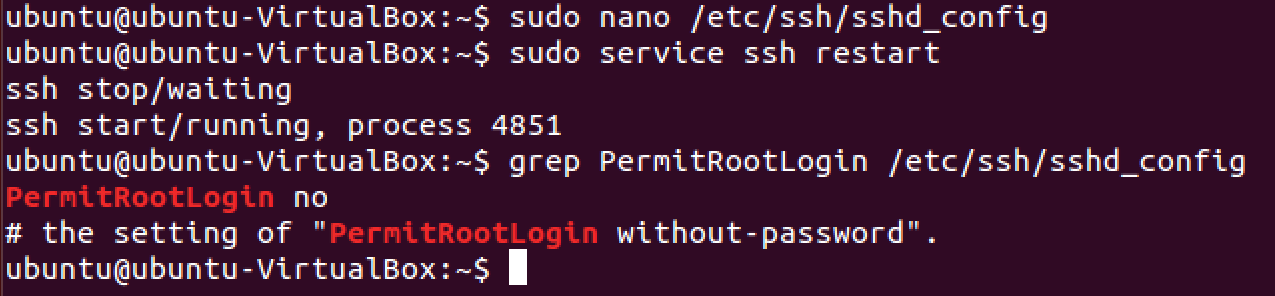 ubuntu@ubuntu-VirtualBox:~$ sudo nano /etc/ssh/sshd_config
ubuntu@ubuntu-VirtualBox:~$ sudo service ssh restart
ssh stop/waiting
ssh start/running, process 4851
ubuntu@ubuntu-VirtualBox:~$ grep PermitRootLogin /etc/ssh/sshd_config
PermitRootLogin no
# the setting of "PermitRootLogin without-password".
ubuntu@ubuntu-VirtualBox:~$